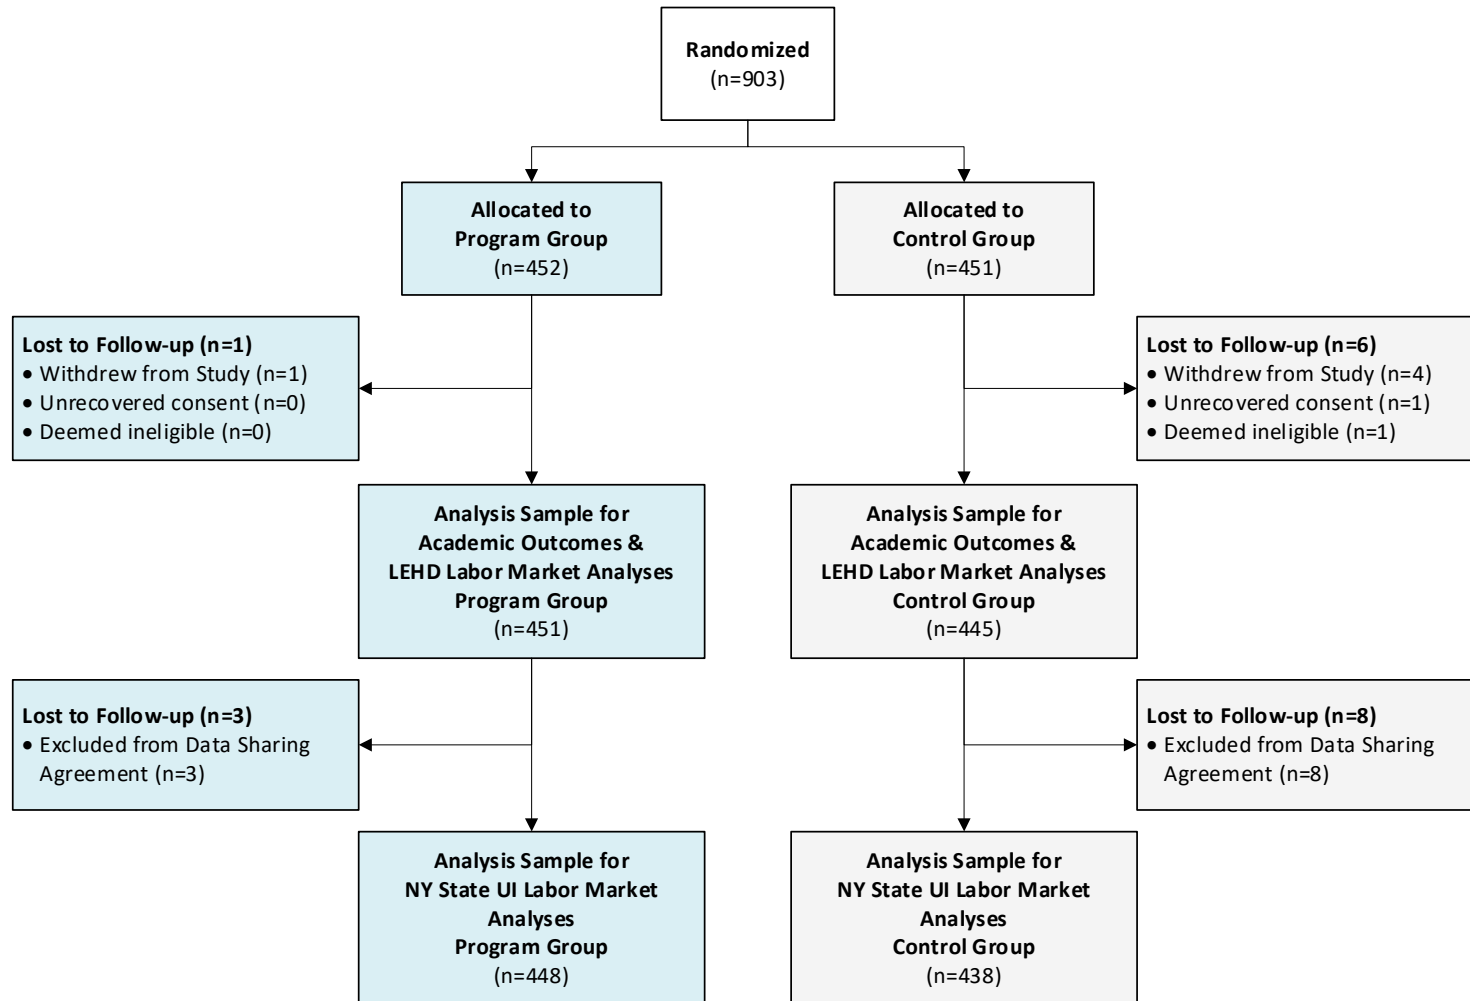 Randomized
(n=903)
Allocated to
Program Group
(n=452)
Allocated to
Control Group
(n=451)
Lost to Follow-up (n=1)
• Withdrew from Study (n=1)
• Unrecovered consent (n=0)
• Deemed ineligible (n=0)
Lost to Follow-up (n=6)
• Withdrew from Study (n=4)
• Unrecovered consent (n=1)
• Deemed ineligible (n=1)
Analysis Sample for
Academic Outcomes &
LEHD Labor Market Analyses
Program Group
(n=451)
Analysis Sample for
Academic Outcomes &
LEHD Labor Market Analyses
Control Group
(n=445)
Lost to Follow-up (n=3)
• Excluded from Data Sharing
Agreement (n=3)
Lost to Follow-up (n=8)
• Excluded from Data Sharing
Agreement (n=8)
Analysis Sample for
NY State UI Labor Market
Analyses
Program Group
(n=448)
Analysis Sample for
NY State UI Labor Market
Analyses
Control Group
(n=438)